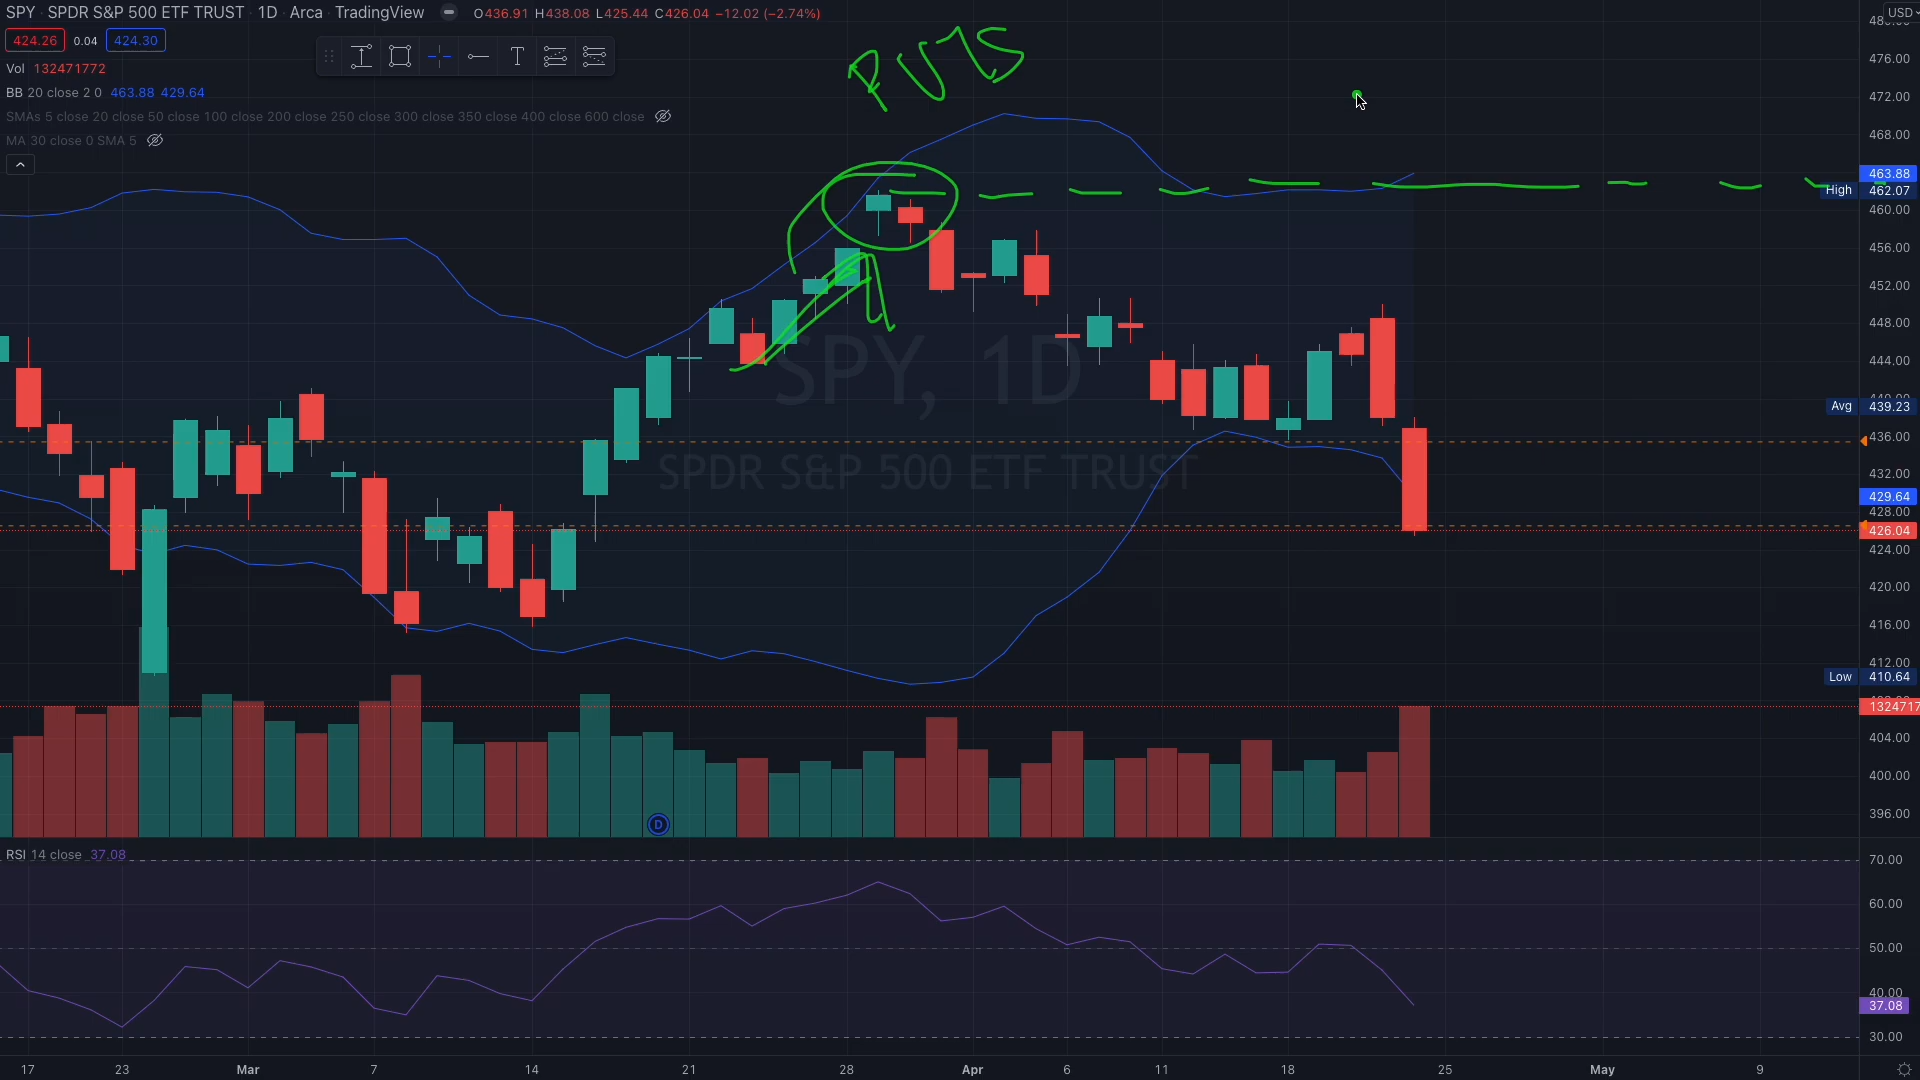 SPY · SPDR S&P 500 ETF TRUST · 1D · Arca · TradingView O436.91 H438.08 L425.44 C426.04 −12.02 (−2.74%)
424.26 0.04 424.30
Vol 132471772
BB 20 close 2 0 463.88 429.64
SMAs 5 close 20 close 50 close 100 close 200 close 250 close 300 close 350 close 400 close 600 close
MA 30 close 0 SMA 5
PUTS
T
USD
476.00
472.00
468.00
463.88
High 462.07
460.00
456.00
452.00
448.00
444.00
Avg 439.23
436.00
432.00
429.64
428.00
426.04
424.00
420.00
416.00
412.00
Low 410.64
1324717
404.00
400.00
396.00
SPY, 1D
SPDR S&P 500 ETF TRUST
D
RSI 14 close 37.08
70.00
60.00
50.00
40.00
37.08
30.00
17 23 Mar 7 14 21 28 Apr 6 11 18 25 May 9